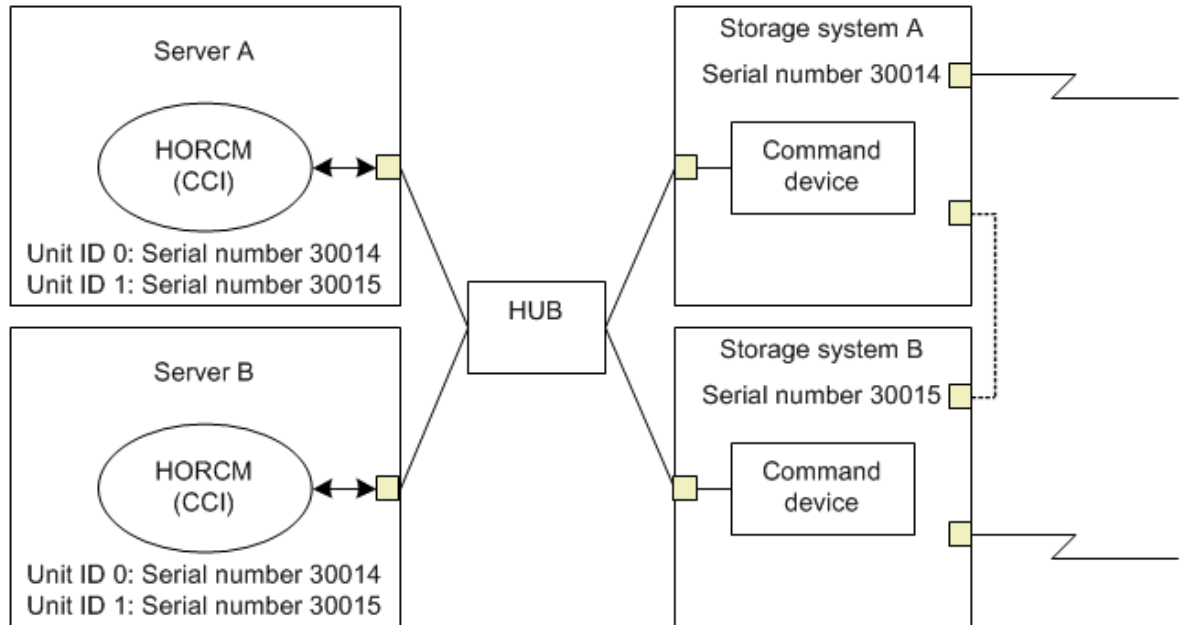 Server A
HORCM
(CCI)
Unit ID 0: Serial number 30014
Unit ID 1: Serial number 30015
Server B
HORCM
(CCI)
Unit ID 0: Serial number 30014
Unit ID 1: Serial number 30015
HUB
Storage system A
Serial number 30014
Command
device
Storage system B
Serial number 30015
Command
device